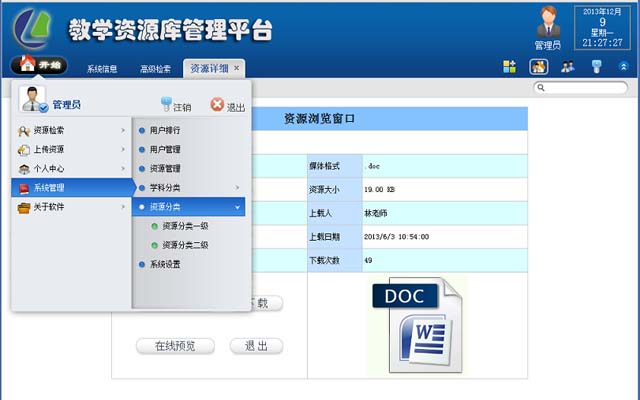 教学资源库管理平台
管理员
2013年12月
9
星期一
21:27:27
开始
系统信息
高级检索
资源详细 ×
管理员
注销
退出
资源浏览窗口
资源检索
上传资源
个人中心
系统管理
关于软件
用户排行
用户管理
资源管理
学科分类
资源分类
资源分类一级
资源分类二级
系统设置
媒体格式 .doc
资源大小 19.00 KB
上载人 林老师
上载日期 2013/6/3 10:54:00
下载次数 49
载
DOC
W
在线预览
退 出